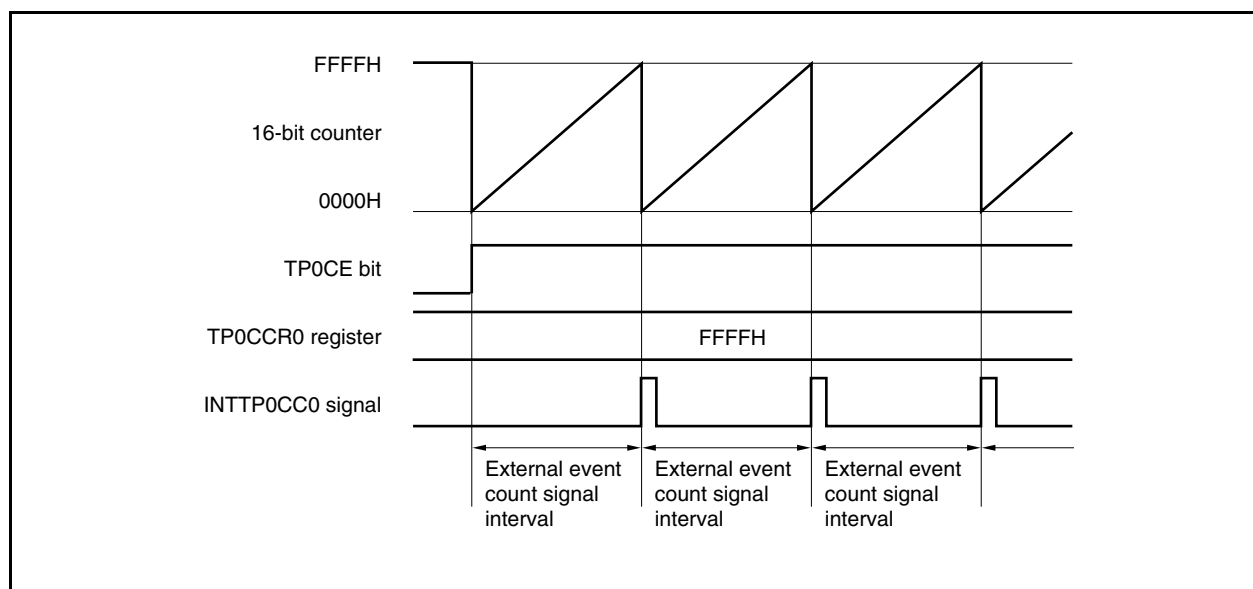 FFFFH
16-bit counter
0000H
TP0CE bit
TP0CCR0 register
FFFFH
INTTP0CC0 signal
External event
count signal
interval
External event
count signal
interval
External event
count signal
interval